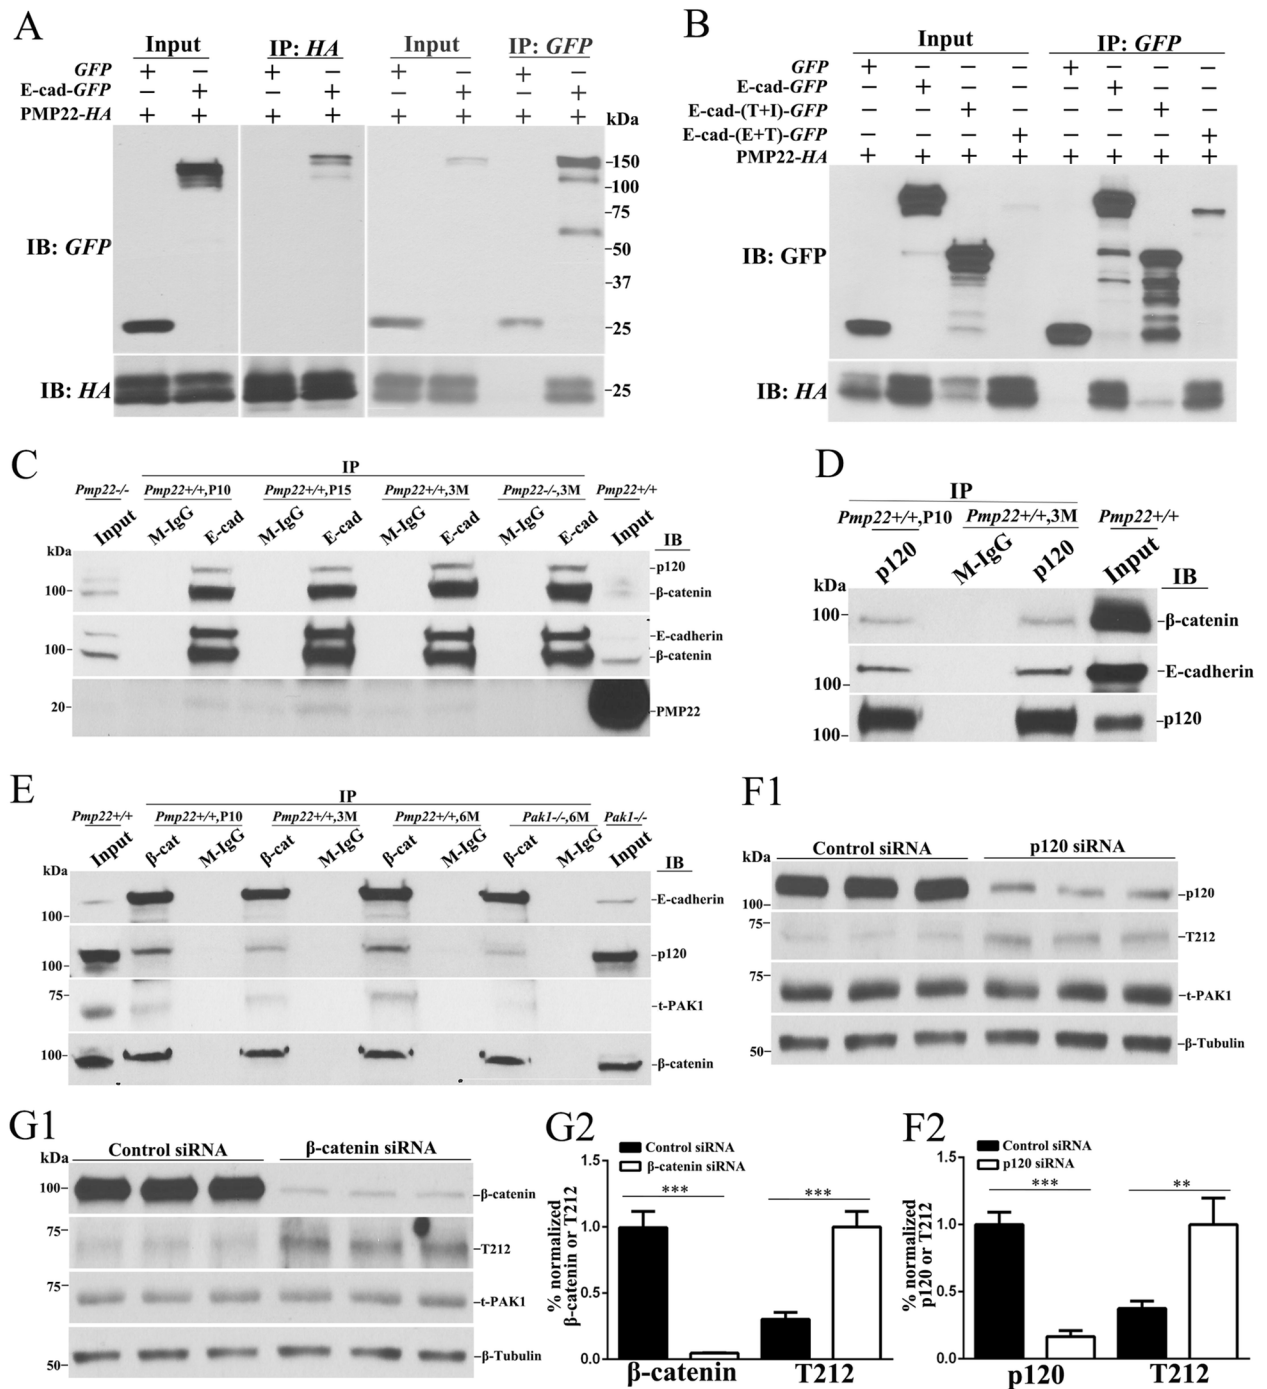 A
Input IP: HA Input IP: GFP
GFP + − + − + − + −
E-cad-GFP − + − + − + − +
PMP22-HA + + + + + + + +
kDa
-150
-100
-75
IB: GFP
-50
-37
-25
IB: HA -25
B
Input IP: GFP
GFP + − − − + − − −
E-cad-GFP − + − − − + − −
E-cad-(T+I)-GFP − − + − − − + −
E-cad-(E+T)-GFP − − − + − − − +
PMP22-HA + + + + + + + +
IB: GFP
IB: HA
C
IP
Pmp22-/- Pmp22+/+,P10 Pmp22+/+,P15 Pmp22+/+,3M Pmp22-/-,3M Pmp22+/+
Input M-IgG E-cad M-IgG E-cad M-IgG E-cad M-IgG E-cad Input
kDa IB
-p120
100- -β-catenin
-E-cadherin
100- -β-catenin
20- -PMP22
D
IP
Pmp22+/+,P10 Pmp22+/+,3M Pmp22+/+
p120 M-IgG p120 Input
kDa IB
100- -β-catenin
-E-cadherin
100-
-p120
100-
E
IP
Pmp22+/+ Pmp22+/+,P10 Pmp22+/+,3M Pmp22+/+,6M Pak1-/-,6M Pak1-/-
Input β-cat M-IgG β-cat M-IgG β-cat M-IgG β-cat M-IgG Input
kDa IB
-E-cadherin
100-
-p120
100-
75-
-t-PAK1
100-
-β-catenin
F1
Control siRNA p120 siRNA
kDa
-p120
100-
75-
-T212
75-
-t-PAK1
-β-Tubulin
50-
G1
Control siRNA β-catenin siRNA
kDa
100- -β-catenin
75-
-T212
75-
-t-PAK1
-β-Tubulin
50-
G2
Control siRNA
β-catenin siRNA
% normalized
β-catenin or T212
1.5
1.0
0.5
0.0
*** ***
β-catenin T212
F2
Control siRNA
p120 siRNA
% normalized
p120 or T212
1.5
1.0
0.5
0.0
*** **
p120 T212